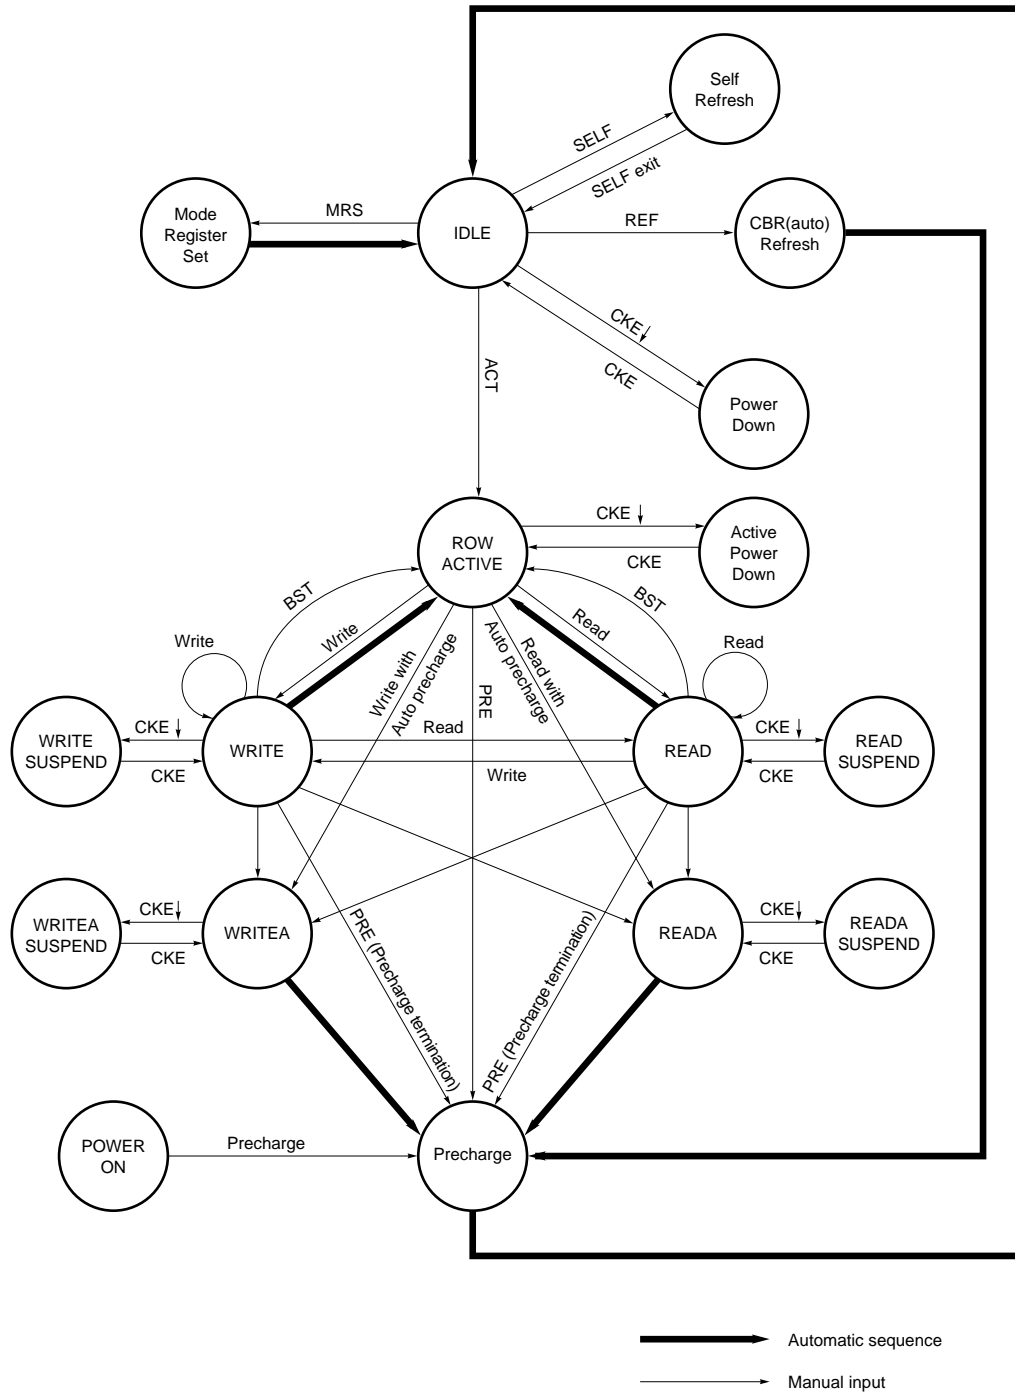 Self
Refresh
SELF
SELF exit
Mode
Register
Set
MRS
IDLE
REF
CBR(auto)
Refresh
CKE↓
CKE
ACT
Power
Down
ROW
ACTIVE
CKE ↓
CKE
Active
Power
Down
BST
BST
Write
Read
Write
Write with
Auto precharge
PRE
Read with
Auto precharge
Read
WRITE
SUSPEND
CKE↓
CKE
WRITE
Read
Write
READ
CKE↓
CKE
READ
SUSPEND
WRITEA
SUSPEND
CKE↓
CKE
WRITEA
READA
CKE↓
CKE
READA
SUSPEND
PRE (Precharge termination)
PRE (Precharge termination)
POWER
ON
Precharge
Precharge
Automatic sequence
Manual input